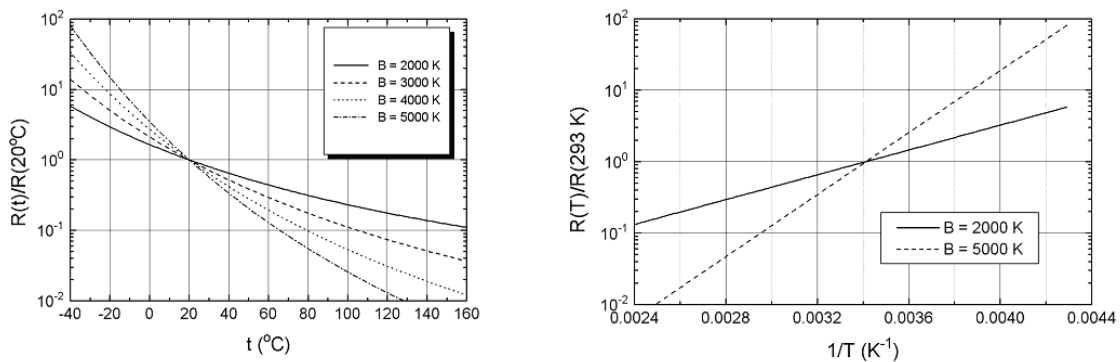 R(t)/R(20°C)
10²
10¹
10⁰
10⁻¹
10⁻²
-40 -20 0 20 40 60 80 100 120 140 160
t (°C)
B = 2000 K
B = 3000 K
B = 4000 K
B = 5000 K
R(T)/R(293 K)
10²
10¹
10⁰
10⁻¹
10⁻²
0.0024 0.0028 0.0032 0.0036 0.0040 0.0044
1/T (K⁻¹)
B = 2000 K
B = 5000 K